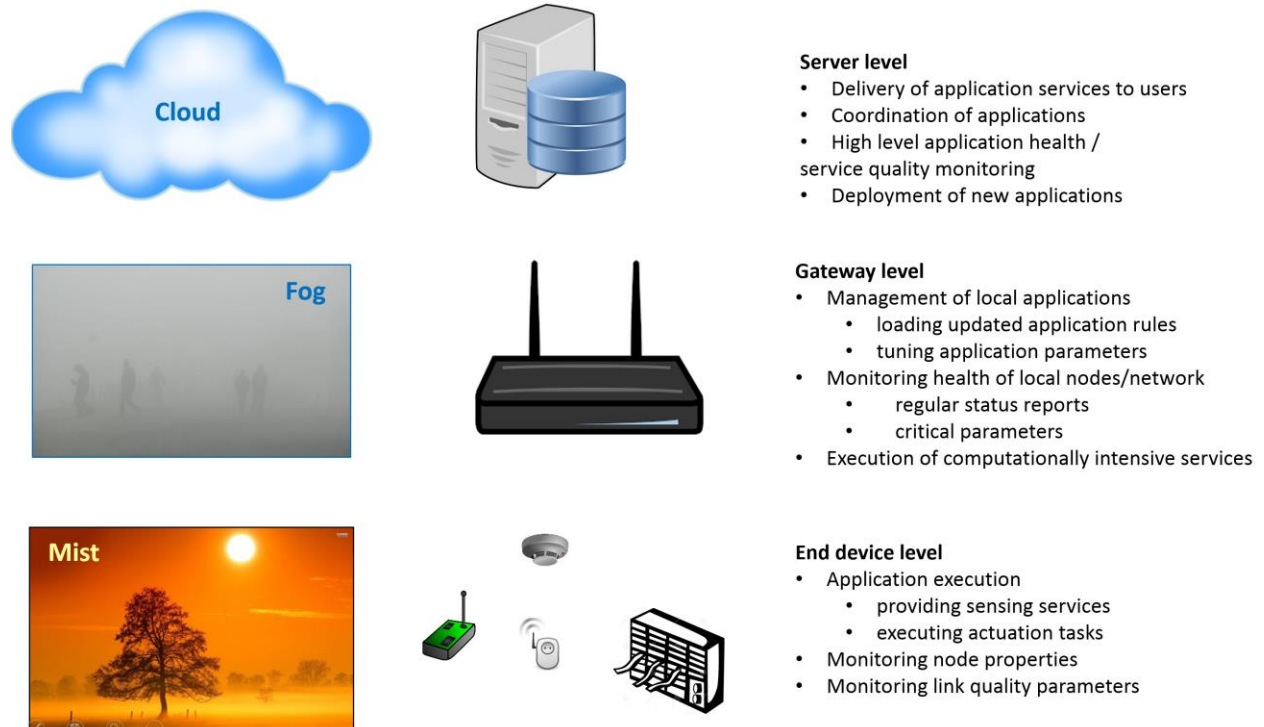 Cloud
Server level
• Delivery of application services to users
• Coordination of applications
• High level application health /
service quality monitoring
• Deployment of new applications
Fog
Gateway level
• Management of local applications
• loading updated application rules
• tuning application parameters
• Monitoring health of local nodes/network
• regular status reports
• critical parameters
• Execution of computationally intensive services
Mist
End device level
• Application execution
• providing sensing services
• executing actuation tasks
• Monitoring node properties
• Monitoring link quality parameters